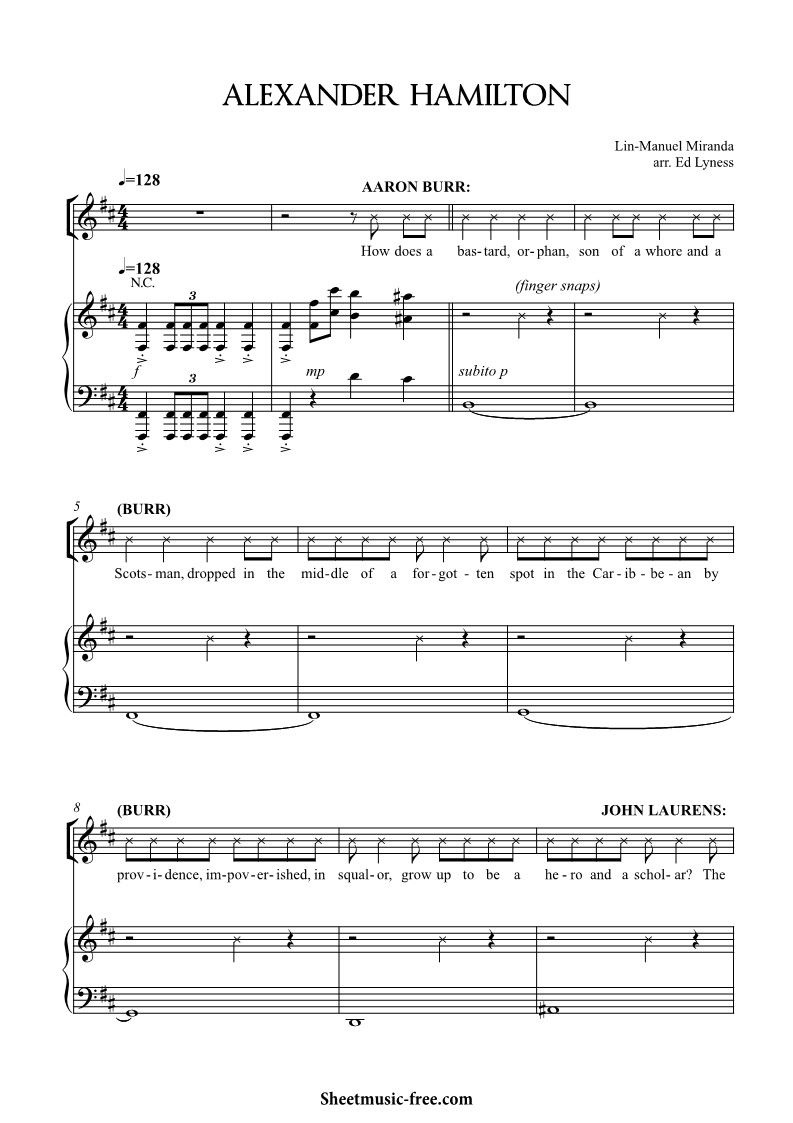 ALEXANDER HAMILTON
Lin-Manuel Miranda
arr. Ed Lyness
♩=128
AARON BURR:
How does a bas-tard, or-phan, son of a whore and a
♩=128
N.C.
3
(finger snaps)
f mp subito p
3
5
(BURR)
Scots-man, dropped in the mid-dle of a for-got-ten spot in the Car-ib-be-an by
8
(BURR) JOHN LAURENS:
prov-i-dence, im-pov-er-ished, in squal-or, grow up to be a he-ro and a schol-ar? The
Sheetmusic-free.com